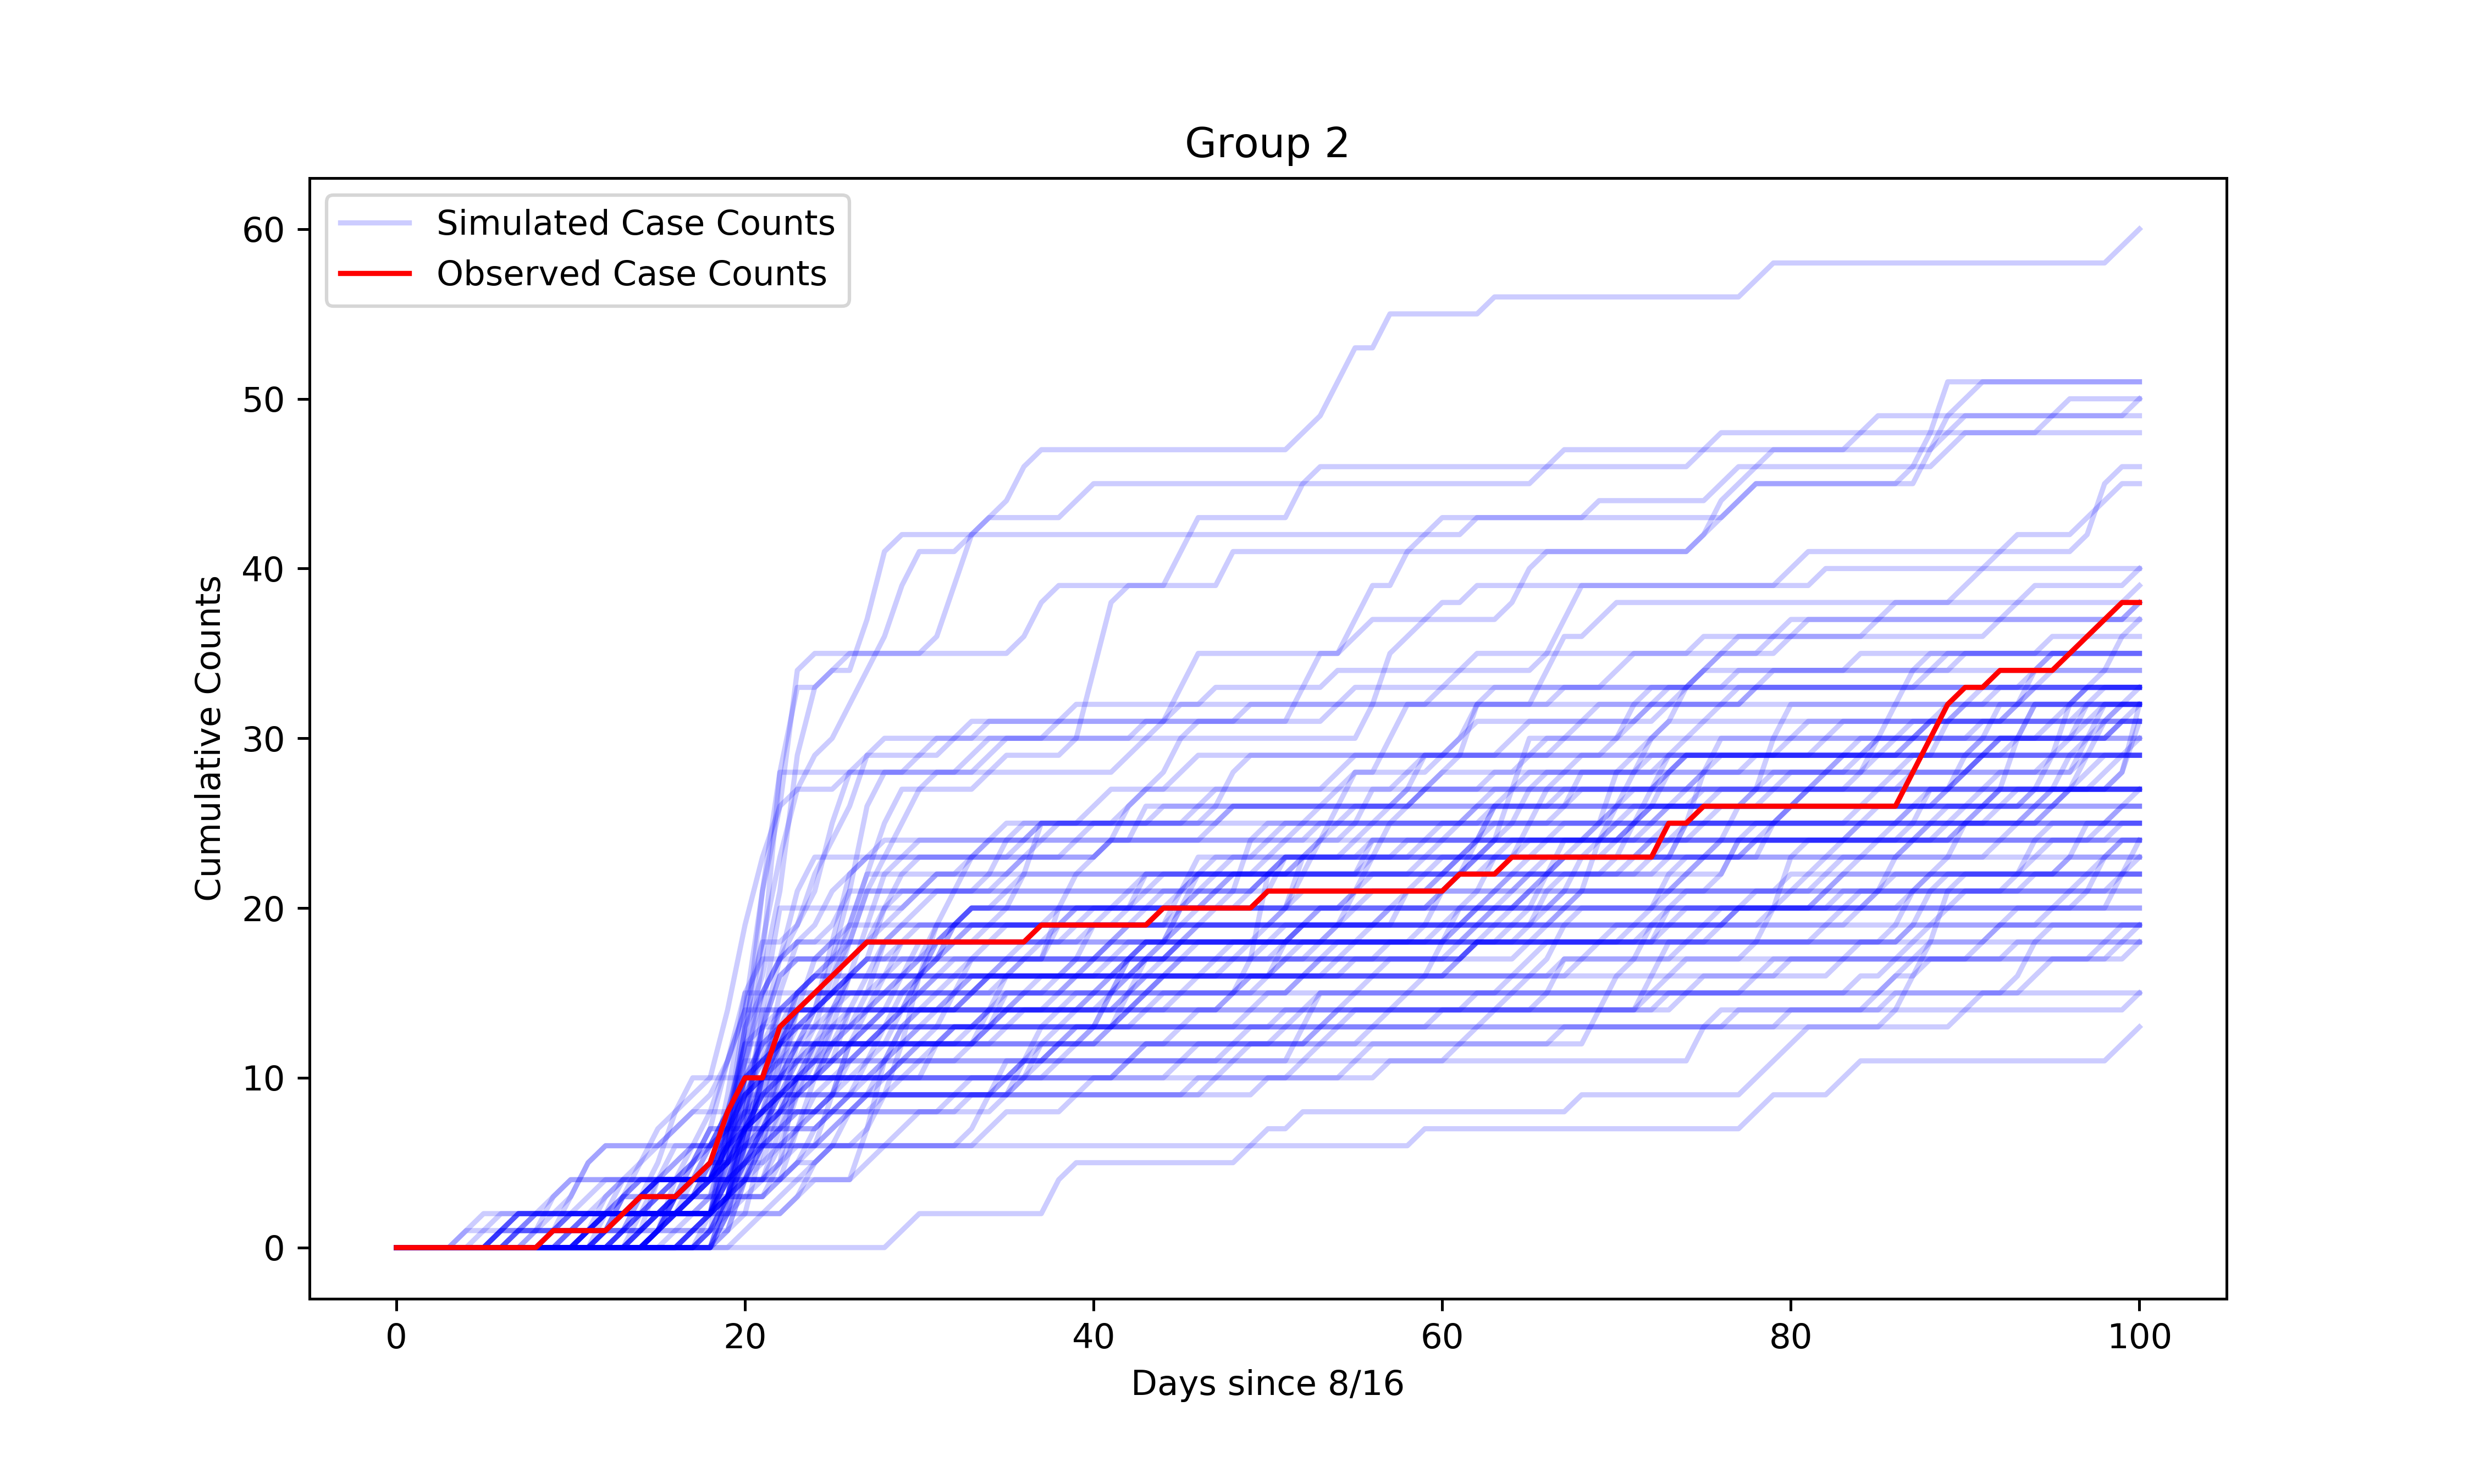 Group 2
Simulated Case Counts
Observed Case Counts
60
50
40
30
20
10
0
Cumulative Counts
0 20 40 60 80 100
Days since 8/16